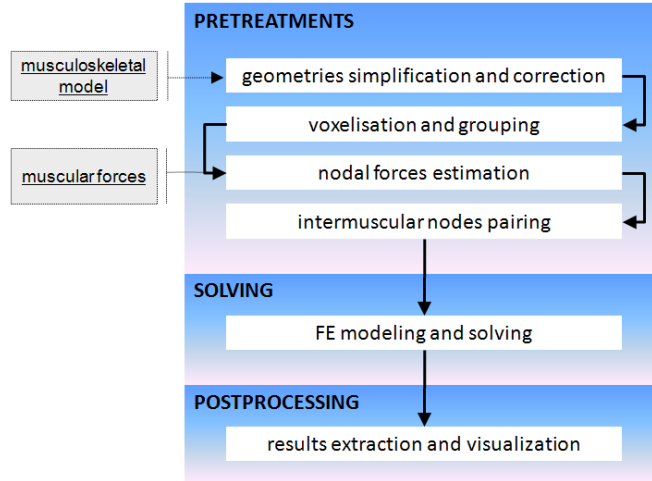 PRETREATMENTS
musculoskeletal
model
geometries simplification and correction
voxelisation and grouping
muscular forces
nodal forces estimation
intermuscular nodes pairing
SOLVING
FE modeling and solving
POSTPROCESSING
results extraction and visualization